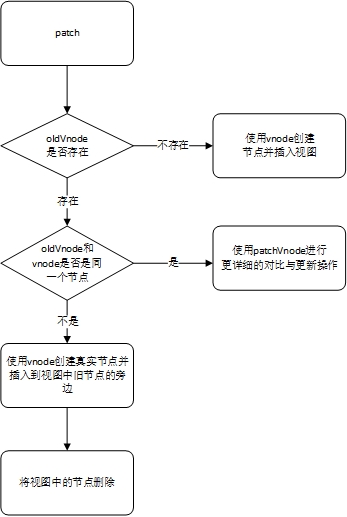 patch
oldVnode
是否存在
不存在
使用vnode创建
节点并插入视图
存在
oldVnode和
vnode是否是同
一个节点
是
使用patchVnode进行
更详细的对比与更新操作
不是
使用vnode创建真实节点并
插入到视图中旧节点的旁
边
将视图中的节点删除